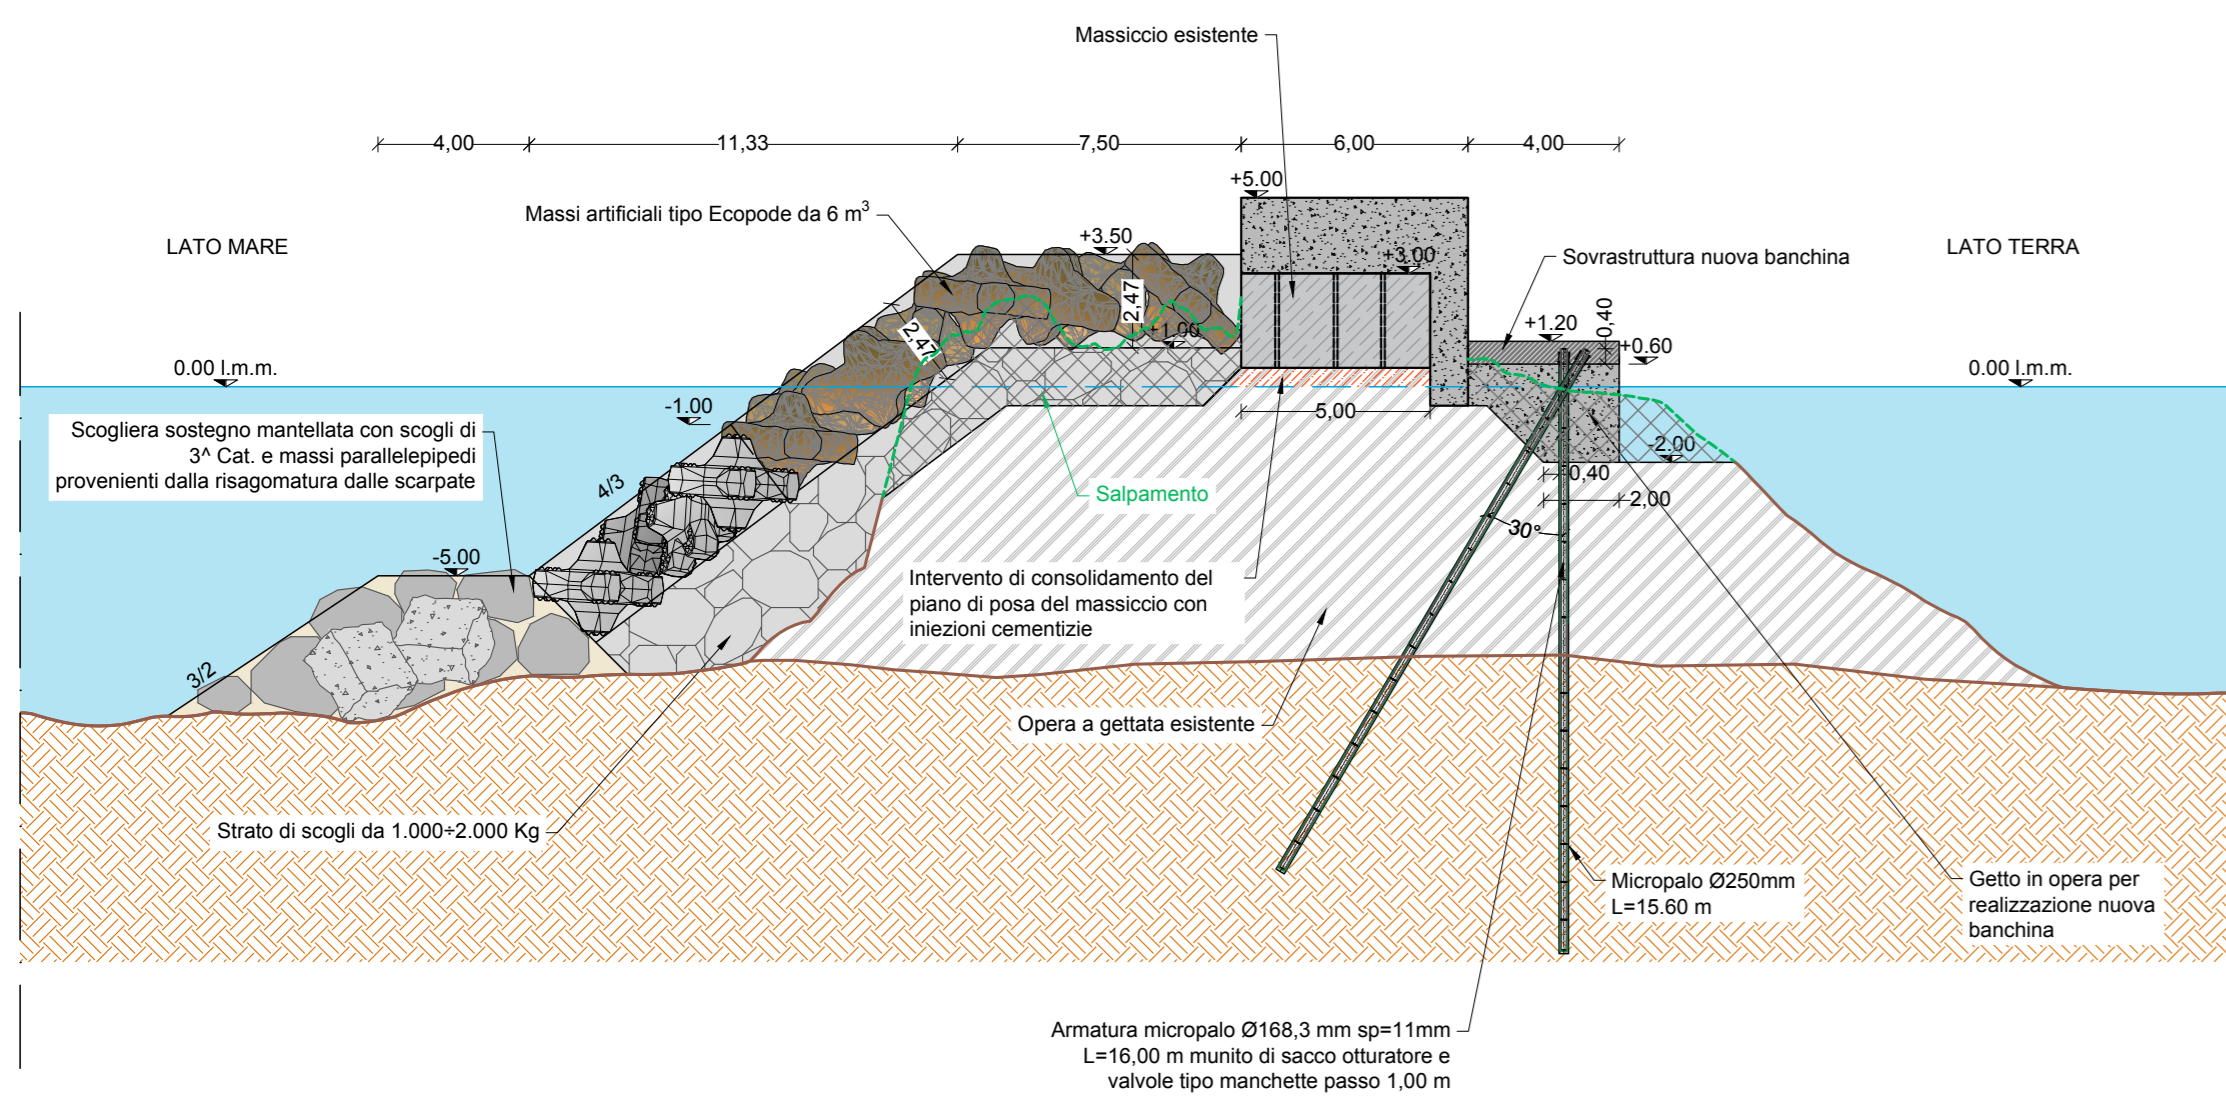 Massiccio esistente
4,00
11,33
7,50
6,00
4,00
+5.00
Massi artificiali tipo Ecopode da 6 m³
LATO MARE
+3.50
+3.00
Sovrastruttura nuova banchina
LATO TERRA
2,47
2,47
+1.00
+1.20
0,40
+0.60
0.00 l.m.m.
0.00 l.m.m.
-1.00
5,00
Scogliera sostegno mantellata con scogli di
3^ Cat. e massi parallelepipedi
provenienti dalla risagomatura dalle scarpate
4/3
Salpamento
-2.00
0,40
2,00
30°
-5.00
Intervento di consolidamento del
piano di posa del massiccio con
iniezioni cementizie
3/2
Opera a gettata esistente
Strato di scogli da 1.000÷2.000 Kg
Micropalo Ø250mm
L=15.60 m
Getto in opera per
realizzazione nuova
banchina
Armatura micropalo Ø168,3 mm sp=11mm
L=16,00 m munito di sacco otturatore e
valvole tipo manchette passo 1,00 m